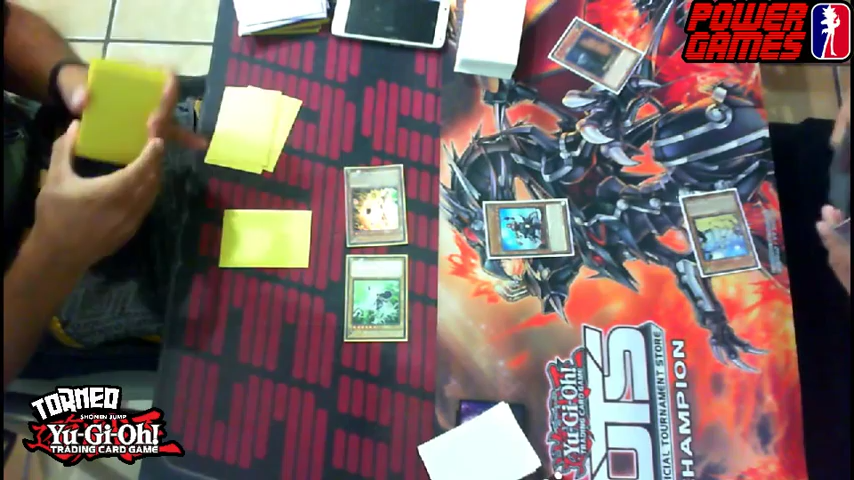 POWER
GAMES
TORNEO
SHONEN JUMP
Yu-Gi-Oh!
TRADING CARD GAME
Yu-Gi-Oh!
TRADING CARD GAME
OTS
OFFICIAL TOURNAMENT STORE
CHAMPION